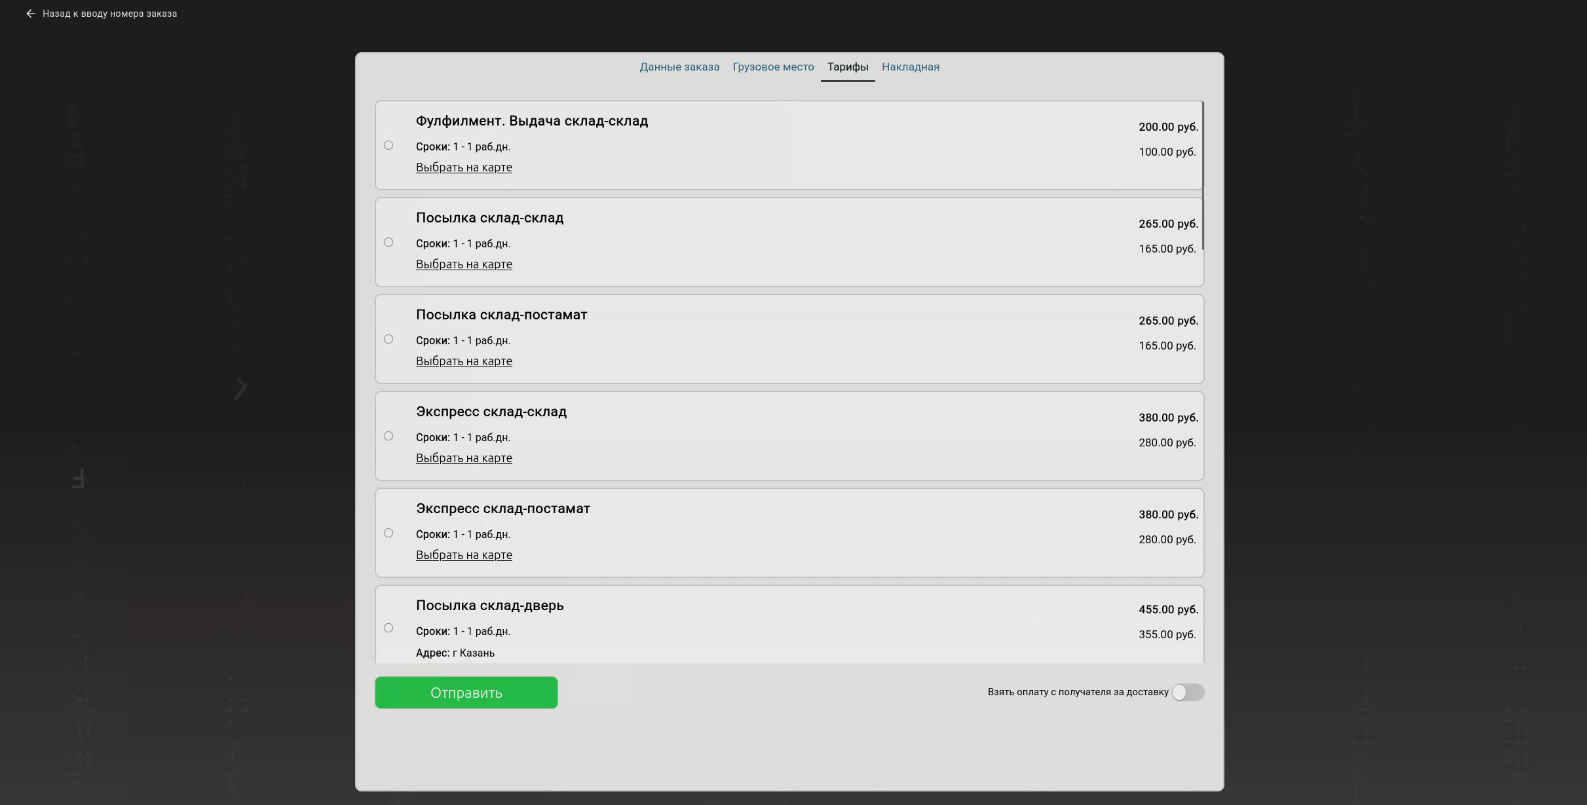 Назад к вводу номера заказа
Данные заказа Грузовое место Тарифы Накладная
Фулфилмент. Выдача склад-склад
200.00 руб.
Сроки: 1 - 1 раб.дн.
100.00 руб.
Выбрать на карте
Посылка склад-склад
265.00 руб.
Сроки: 1 - 1 раб.дн.
165.00 руб.
Выбрать на карте
Посылка склад-постамат
265.00 руб.
Сроки: 1 - 1 раб.дн.
165.00 руб.
Выбрать на карте
Экспресс склад-склад
380.00 руб.
Сроки: 1 - 1 раб.дн.
280.00 руб.
Выбрать на карте
Экспресс склад-постамат
380.00 руб.
Сроки: 1 - 1 раб.дн.
280.00 руб.
Выбрать на карте
Посылка склад-дверь
455.00 руб.
Сроки: 1 - 1 раб.дн.
355.00 руб.
Адрес: г Казань
Отправить
Взять оплату с получателя за доставку